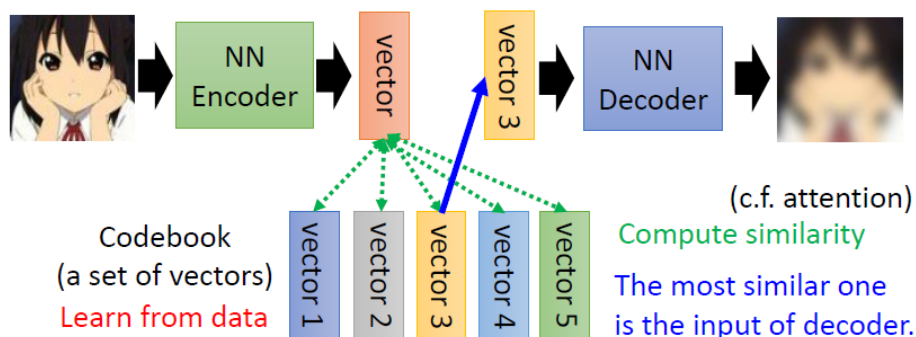 NN
Encoder
vector
vector 3
NN
Decoder
(c.f. attention)
Codebook
(a set of vectors)
Learn from data
vector 1
vector 2
vector 3
vector 4
vector 5
Compute similarity
The most similar one
is the input of decoder.